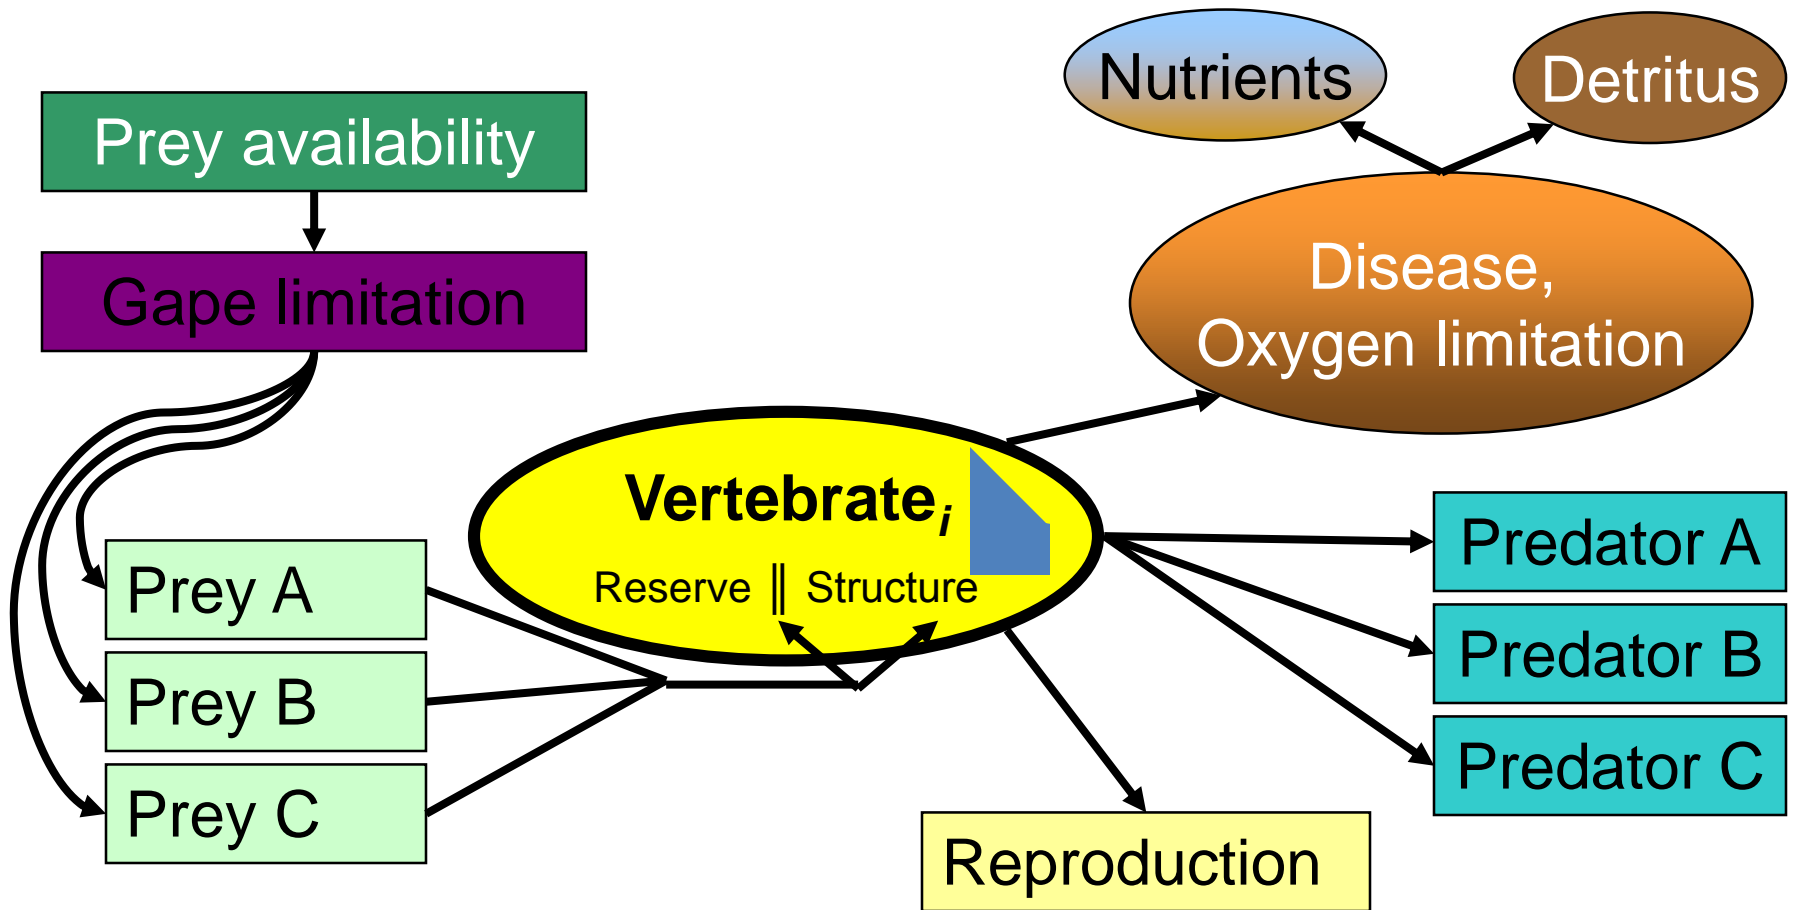 Nutrients
Detritus
Prey availability
Gape limitation
Disease,
Oxygen limitation
Vertebrate i
Reserve || Structure
Prey A
Prey B
Prey C
Predator A
Predator B
Predator C
Reproduction